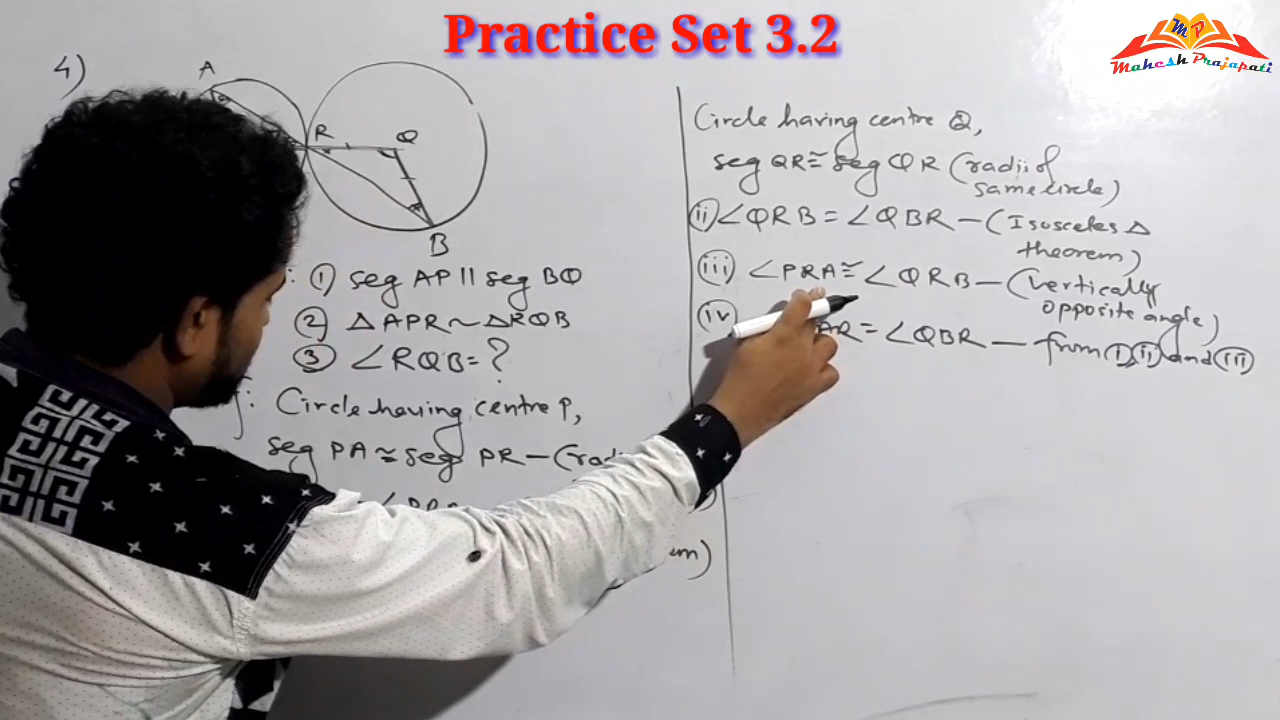 Practice Set 3.2
Mahesh Prajapati
4)
A
R
Q
B
: ① seg AP || seg BQ
② △APR ~ △RQB
③ ∠RQB = ?
f: Circle having centre P,
seg PA ≅ seg PR - (
em)
Circle having centre Q,
seg QR ≅ seg QR (radii of
same circle)
(ii) ∠QRB = ∠QBR - (Isosceles △
theorem)
(iii) ∠PRA ≅ ∠QRB - (vertically
opposite angle)
(iv) AR = ∠QBR - from (I), (II) and (III)